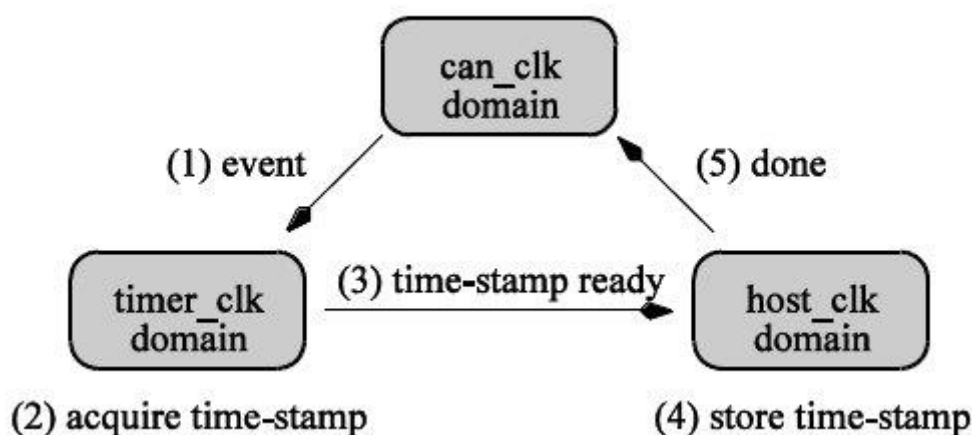 can_clk
domain
(1) event
(5) done
timer_clk
domain
(3) time-stamp ready
host_clk
domain
(2) acquire time-stamp
(4) store time-stamp